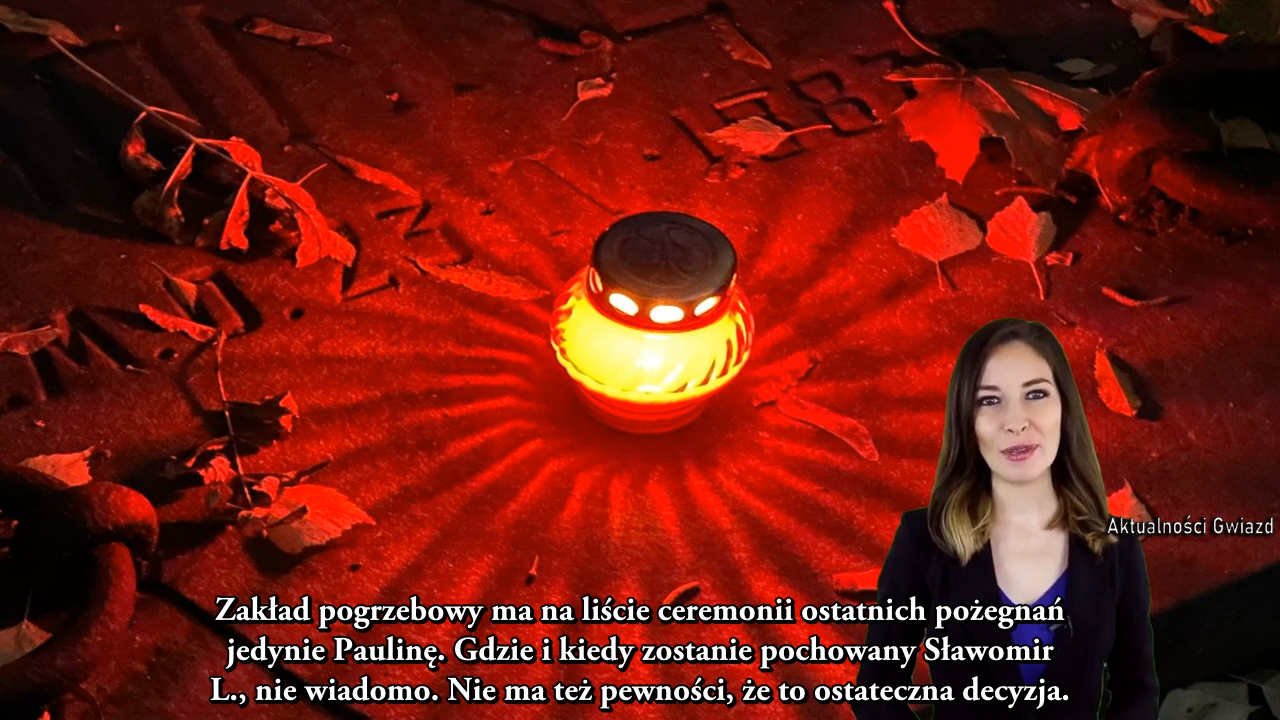 178
Aktualności Gwiazd
Zakład pogrzebowy ma na liście ceremonii ostatnich pożegnań
jedynie Paulinę. Gdzie i kiedy zostanie pochowany Sławomir
L., nie wiadomo. Nie ma też pewności, że to ostateczna decyzja.